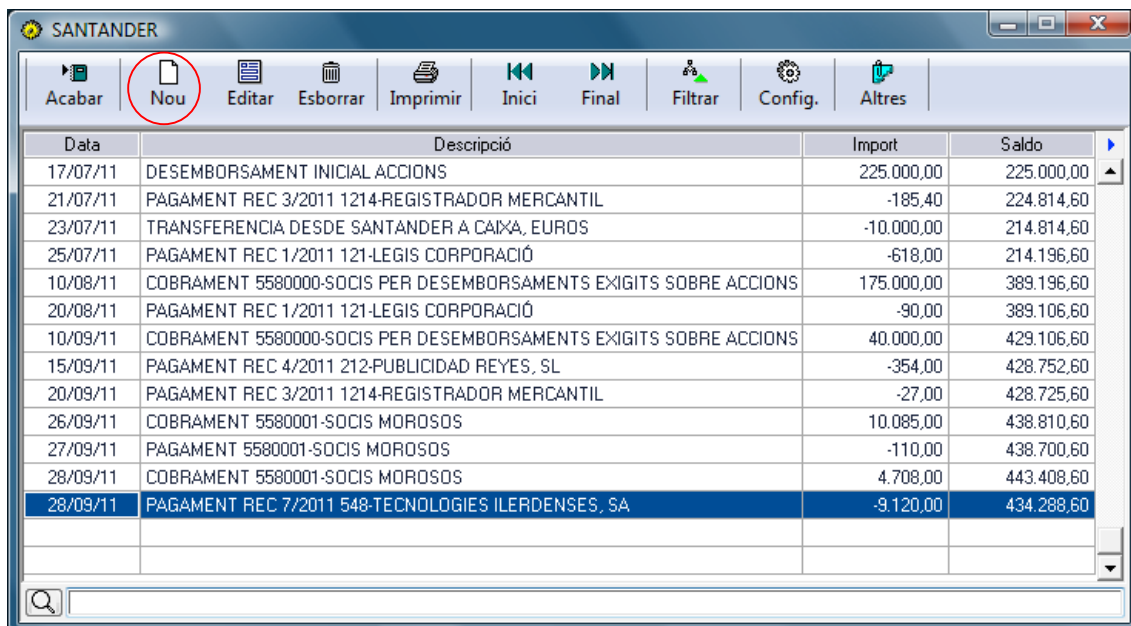 SANTANDER
Acabar Nou Editar Esborrar Imprimir Inici Final Filtrar Config. Altres
Data Descripció Import Saldo
17/07/11 DESEMBORSAMENT INICIAL ACCIONS 225.000,00 225.000,00
21/07/11 PAGAMENT REC 3/2011 1214-REGISTRADOR MERCANTIL -185,40 224.814,60
23/07/11 TRANSFERENCIA DESDE SANTANDER A CAIXA, EUROS -10.000,00 214.814,60
25/07/11 PAGAMENT REC 1/2011 121-LEGIS CORPORACIÓ -618,00 214.196,60
10/08/11 COBRAMENT 5580000-SOCIS PER DESEMBORSAMENTS EXIGITS SOBRE ACCIONS 175.000,00 389.196,60
20/08/11 PAGAMENT REC 1/2011 121-LEGIS CORPORACIÓ -90,00 389.106,60
10/09/11 COBRAMENT 5580000-SOCIS PER DESEMBORSAMENTS EXIGITS SOBRE ACCIONS 40.000,00 429.106,60
15/09/11 PAGAMENT REC 4/2011 212-PUBLICIDAD REYES, SL -354,00 428.752,60
20/09/11 PAGAMENT REC 3/2011 1214-REGISTRADOR MERCANTIL -27,00 428.725,60
26/09/11 COBRAMENT 5580001-SOCIS MOROSOS 10.085,00 438.810,60
27/09/11 PAGAMENT 5580001-SOCIS MOROSOS -110,00 438.700,60
28/09/11 COBRAMENT 5580001-SOCIS MOROSOS 4.708,00 443.408,60
28/09/11 PAGAMENT REC 7/2011 548-TECNOLOGIES ILERDENSES, SA -9.120,00 434.288,60